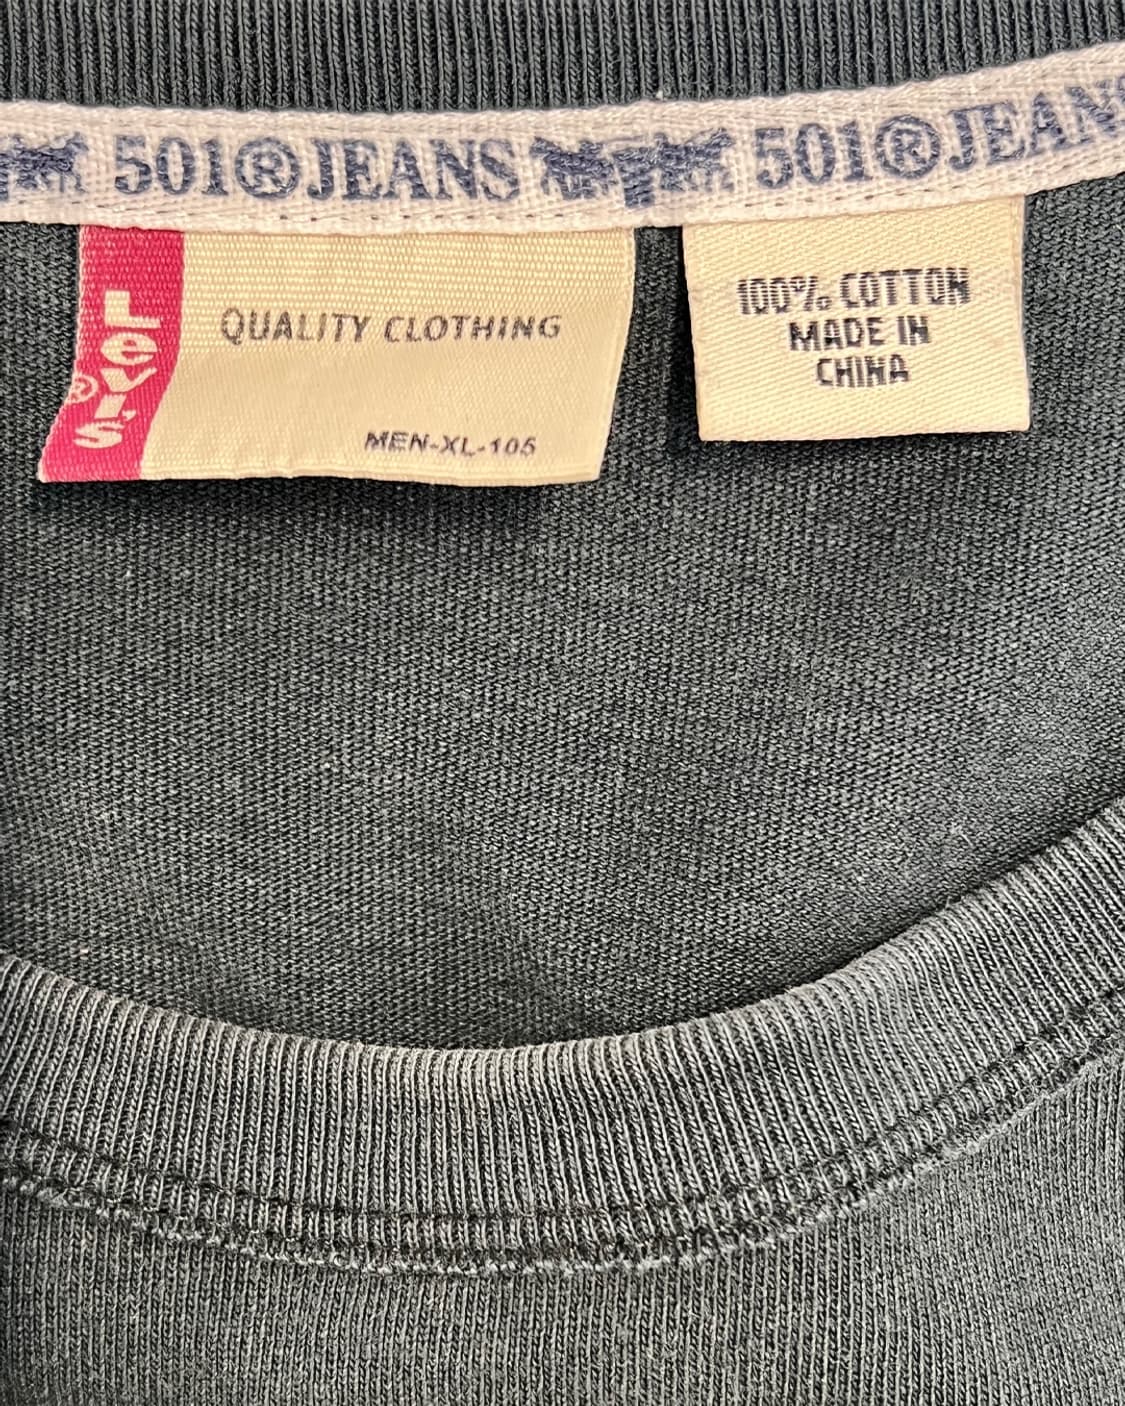 501®JEANS 501®JEANS
Levi's®
QUALITY CLOTHING
MEN-XL-105
100% COTTON
MADE IN
CHINA